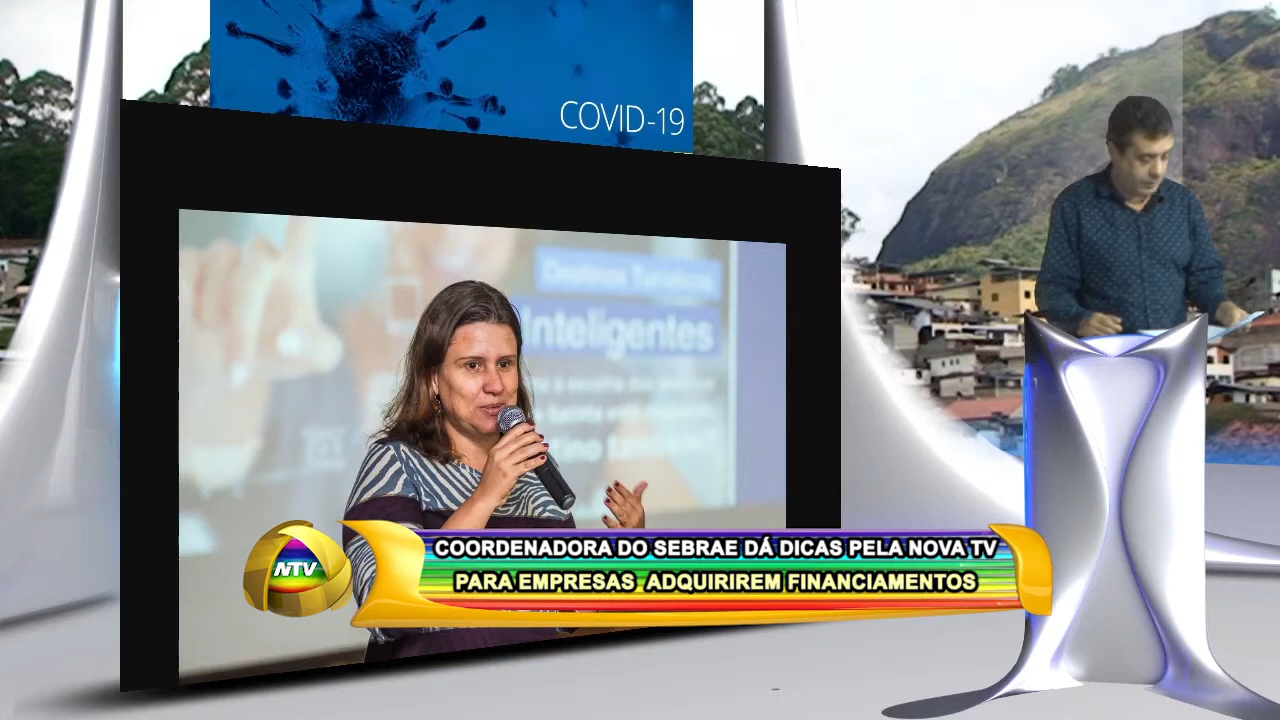 COVID-19
Inteligentes
NTV
COORDENADORA DO SEBRAE DÁ DICAS PELA NOVA TV
PARA EMPRESAS ADQUIRIREM FINANCIAMENTOS